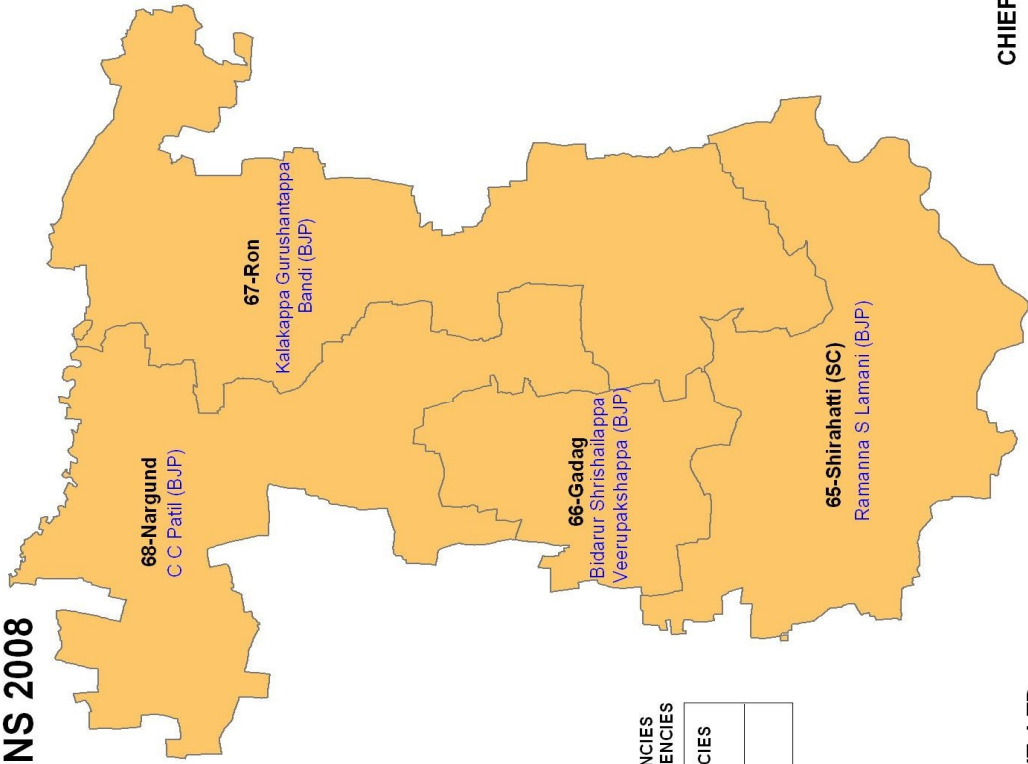 NS 2008
68-Nargund
C C Patil (BJP)
67-Ron
Kalakappa Gurushantappa
Bandi (BJP)
66-Gadag
Bidarur Shrishailappa
Veerupakshappa (BJP)
65-Shirahatti (SC)
Ramanna S Lamani (BJP)
NCIES
ENCIES
CIES
CHIEF